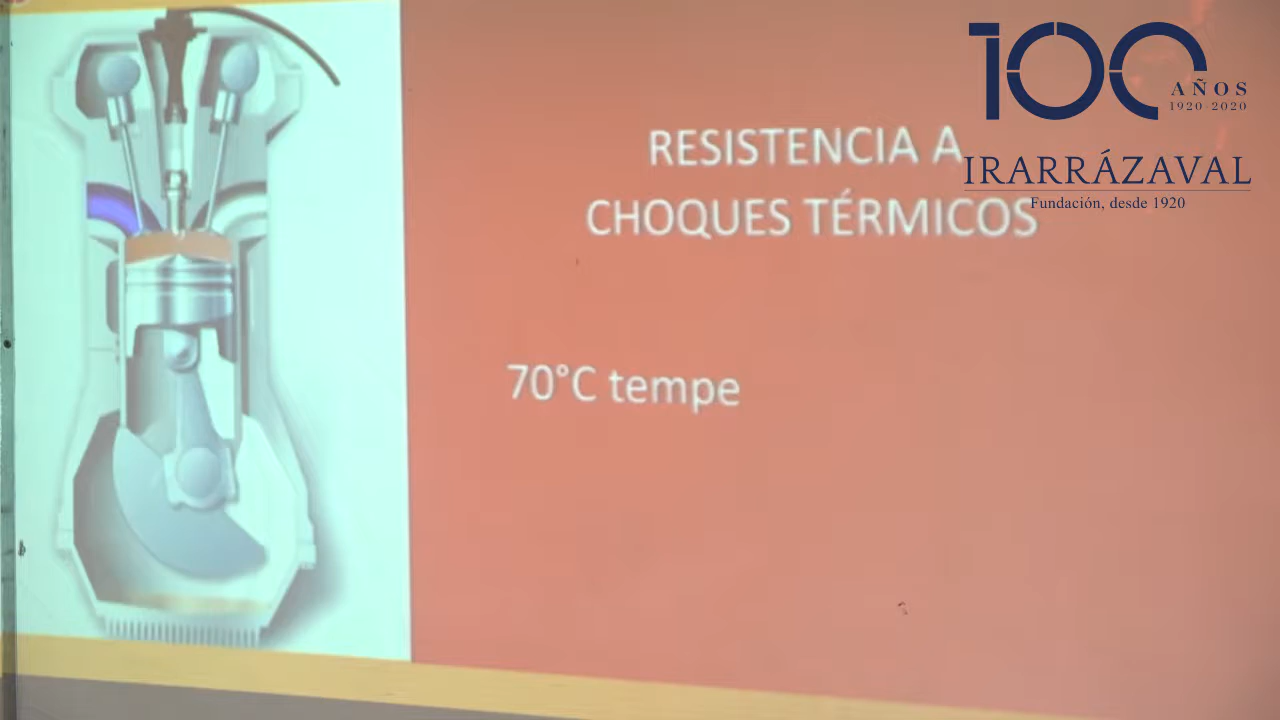 100
AÑOS
1920-2020
IRARRÁZAVAL
Fundación, desde 1920
RESISTENCIA A
CHOQUES TÉRMICOS
70°C tempe